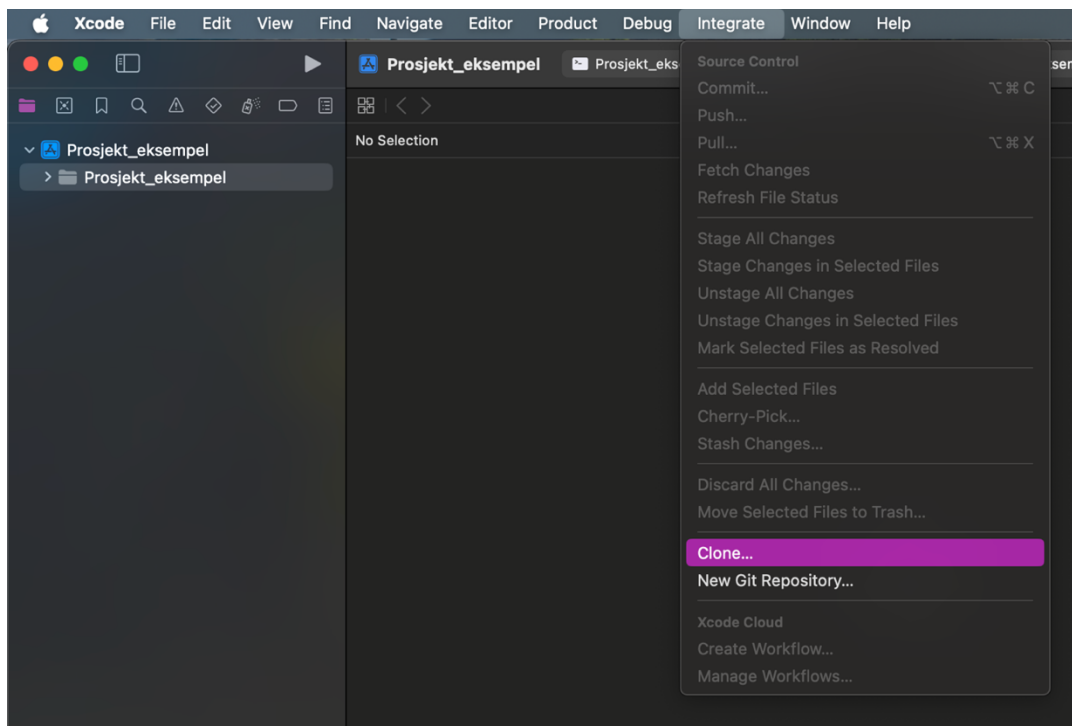 Xcode File Edit View Find Navigate Editor Product Debug Integrate Window Help
Prosjekt_eksempel
Prosjekt_eks
No Selection
Prosjekt_eksempel
Prosjekt_eksempel
Source Control
Commit... ⌥⌘C
Push...
Pull... ⌥⌘X
Fetch Changes
Refresh File Status
Stage All Changes
Stage Changes in Selected Files
Unstage All Changes
Unstage Changes in Selected Files
Mark Selected Files as Resolved
Add Selected Files
Cherry-Pick...
Stash Changes...
Discard All Changes...
Move Selected Files to Trash...
Clone...
New Git Repository...
Xcode Cloud
Create Workflow...
Manage Workflows...